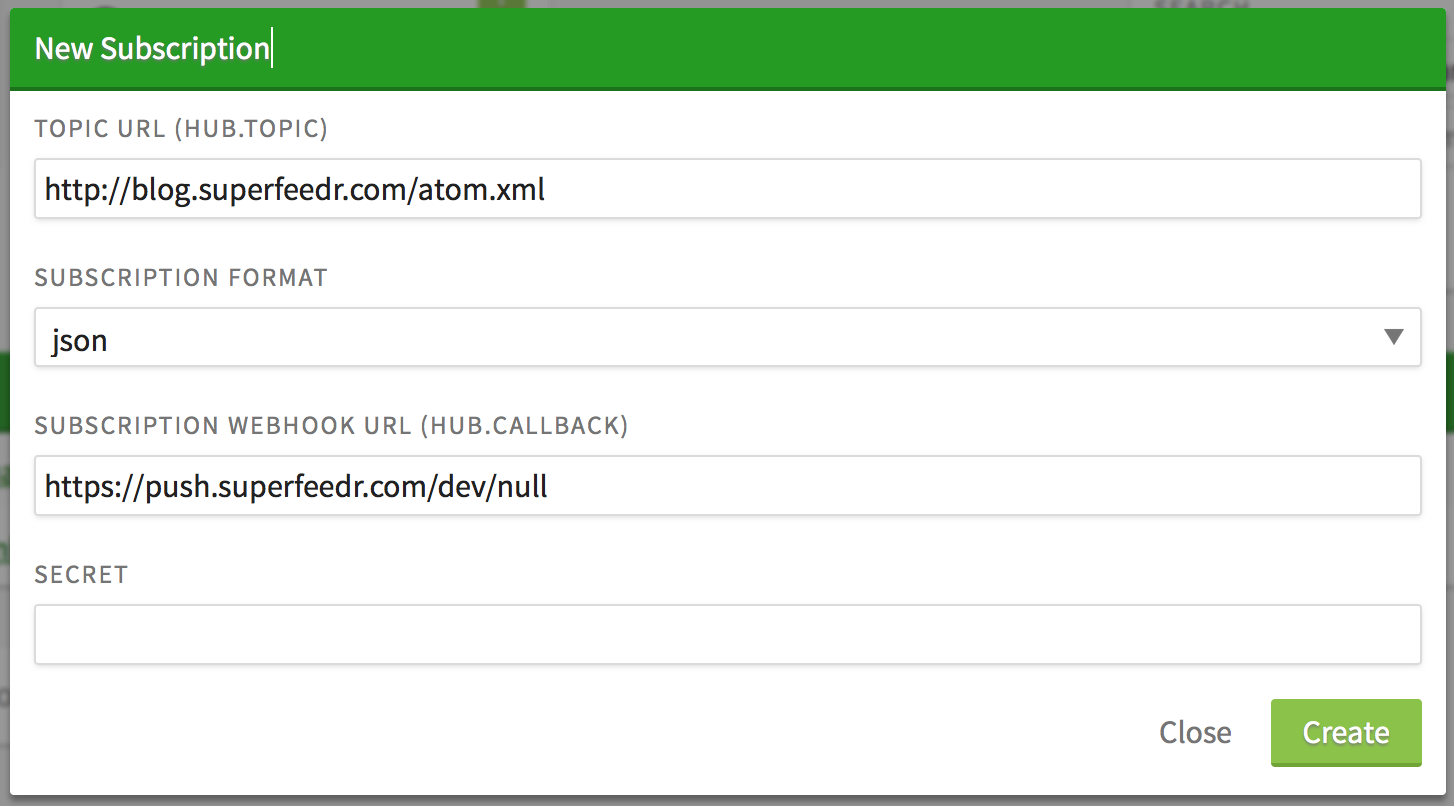 New Subscription
TOPIC URL (HUB.TOPIC)
http://blog.superfeedr.com/atom.xml
SUBSCRIPTION FORMAT
json
SUBSCRIPTION WEBHOOK URL (HUB.CALLBACK)
https://push.superfeedr.com/dev/null
SECRET
Close
Create